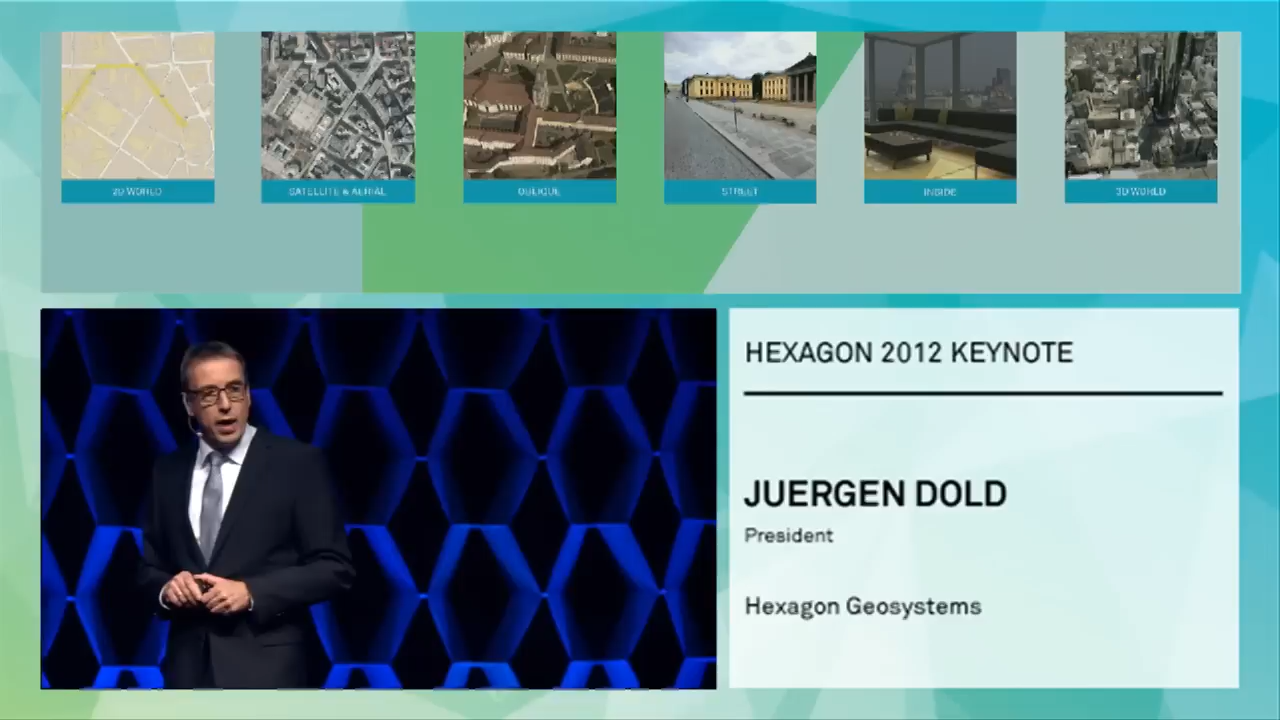 2D WORLD
SATELLITE & AERIAL
OBLIQUE
STREET
INSIDE
3D WORLD
HEXAGON 2012 KEYNOTE
JUERGEN DOLD
President
Hexagon Geosystems